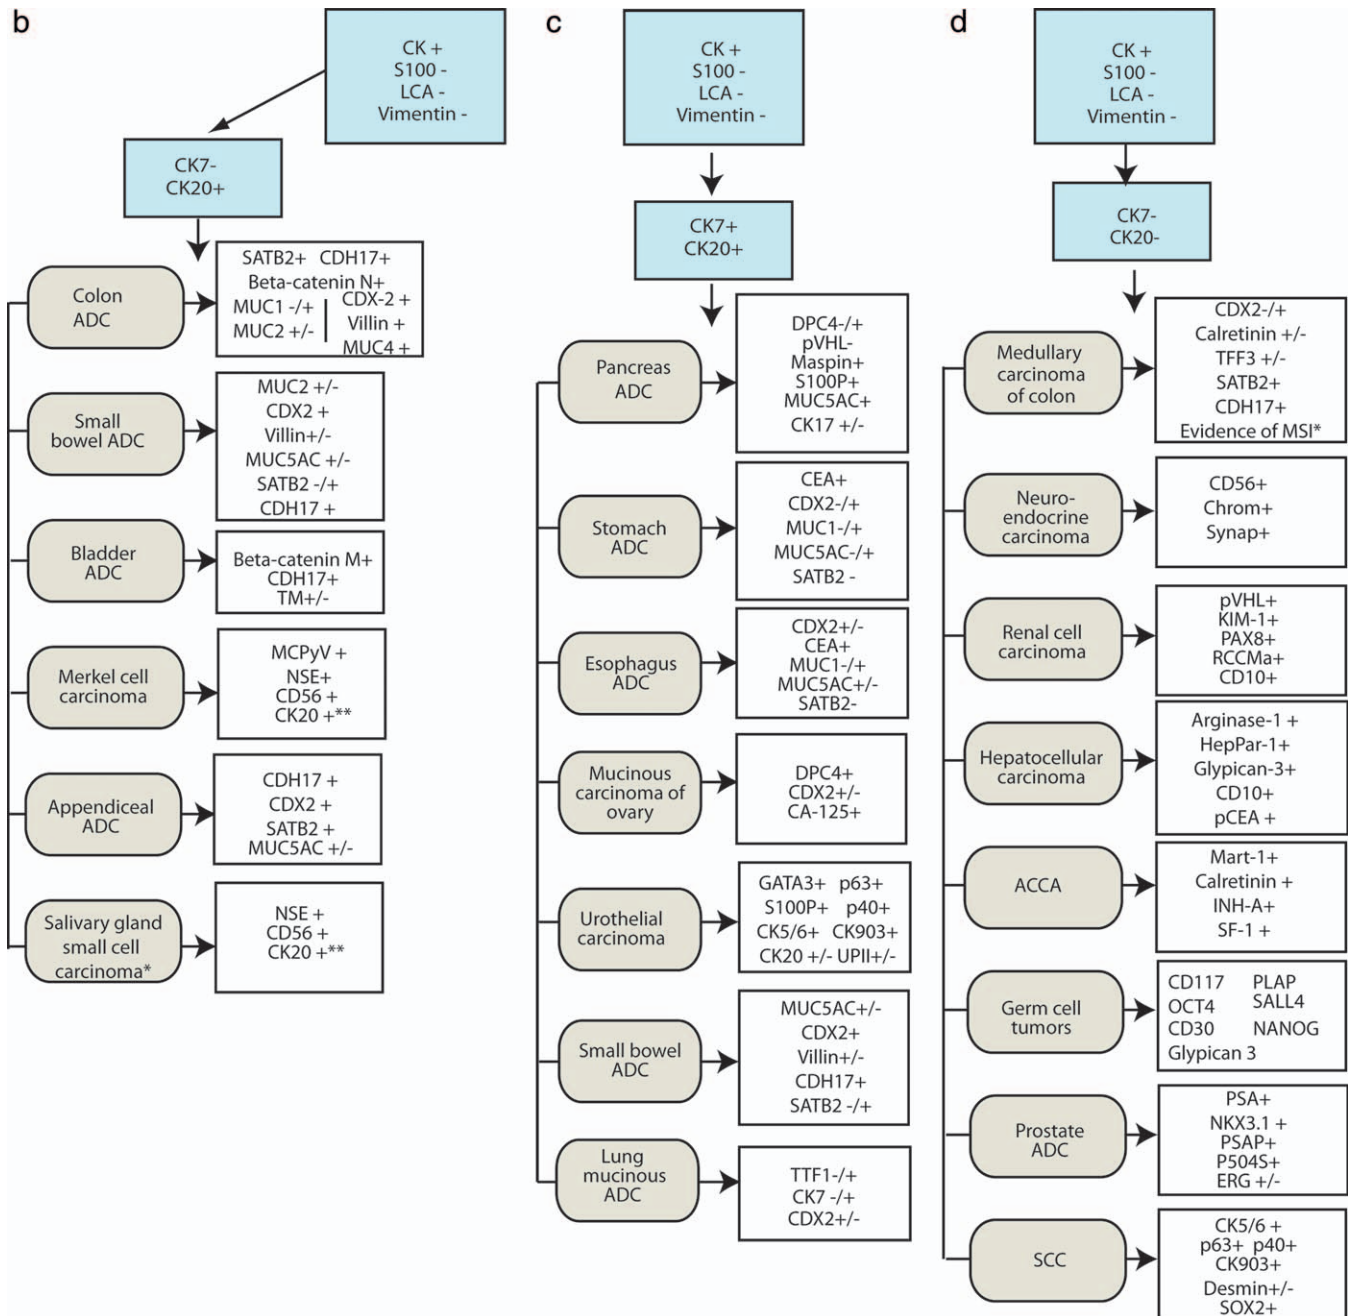 b
CK +
S100 -
LCA -
Vimentin -
CK7-
CK20+
Colon
ADC
SATB2+ CDH17+
Beta-catenin N+
MUC1 -/+
MUC2 +/-
CDX-2 +
Villin +
MUC4 +
Small
bowel ADC
MUC2 +/-
CDX2 +
Villin+/-
MUC5AC +/-
SATB2 -/+
CDH17 +
Bladder
ADC
Beta-catenin M+
CDH17+
TM+/-
Merkel cell
carcinoma
MCPyV +
NSE+
CD56 +
CK20 +**
Appendiceal
ADC
CDH17 +
CDX2 +
SATB2 +
MUC5AC +/-
Salivary gland
small cell
carcinoma*
NSE +
CD56 +
CK20 +**
c
CK +
S100 -
LCA -
Vimentin -
CK7+
CK20+
Pancreas
ADC
DPC4-/+
pVHL-
Maspin+
S100P+
MUC5AC+
CK17 +/-
Stomach
ADC
CEA+
CDX2-/+
MUC1-/+
MUC5AC-/+
SATB2 -
Esophagus
ADC
CDX2+/-
CEA+
MUC1-/+
MUC5AC+/-
SATB2-
Mucinous
carcinoma of
ovary
DPC4+
CDX2+/-
CA-125+
Urothelial
carcinoma
GATA3+ p63+
S100P+ p40+
CK5/6+ CK903+
CK20 +/- UPII+/-
Small bowel
ADC
MUC5AC+/-
CDX2+
Villin+/-
CDH17+
SATB2 -/+
Lung
mucinous
ADC
TTF1-/+
CK7 -/+
CDX2+/-
d
CK +
S100 -
LCA -
Vimentin -
CK7-
CK20-
Medullary
carcinoma
of colon
CDX2-/+
Calretinin +/-
TFF3 +/-
SATB2+
CDH17+
Evidence of MSI*
Neuro-
endocrine
carcinoma
CD56+
Chrom+
Synap+
Renal cell
carcinoma
pVHL+
KIM-1+
PAX8+
RCCMa+
CD10+
Hepatocellular
carcinoma
Arginase-1 +
HepPar-1+
Glypican-3+
CD10+
pCEA +
ACCA
Mart-1+
Calretinin +
INH-A+
SF-1 +
Germ cell
tumors
CD117 PLAP
OCT4 SALL4
CD30 NANOG
Glypican 3
Prostate
ADC
PSA+
NKX3.1 +
PSAP+
P504S+
ERG +/-
SCC
CK5/6 +
p63+ p40+
CK903+
Desmin+/-
SOX2+